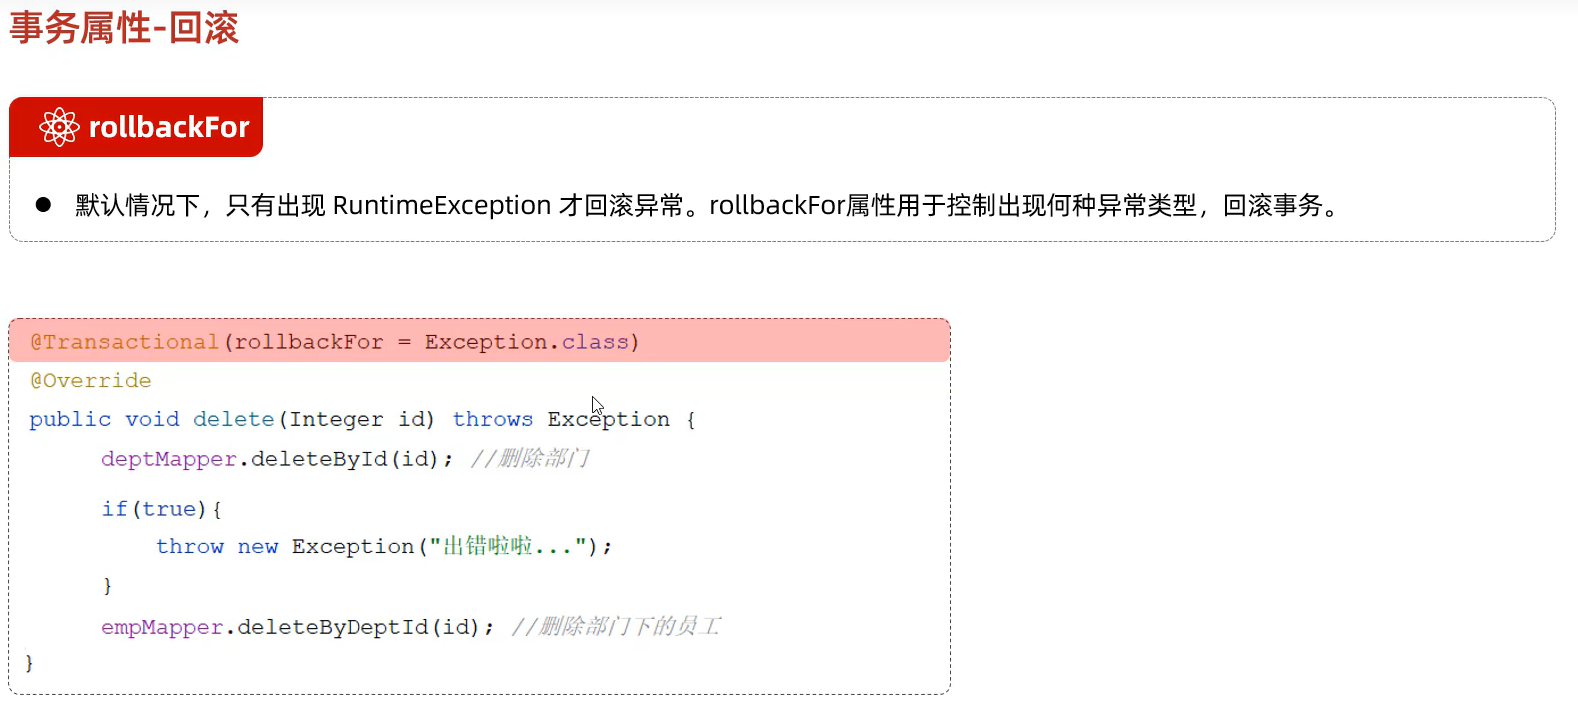 事务属性-回滚
rollbackFor
● 默认情况下，只有出现 RuntimeException 才回滚异常。rollbackFor属性用于控制出现何种异常类型，回滚事务。
@Transactional(rollbackFor = Exception.class)
@Override
public void delete(Integer id) throws Exception {
deptMapper.deleteById(id); //删除部门
if(true){
throw new Exception("出错啦啦...");
}
empMapper.deleteByDeptId(id); //删除部门下的员工
}